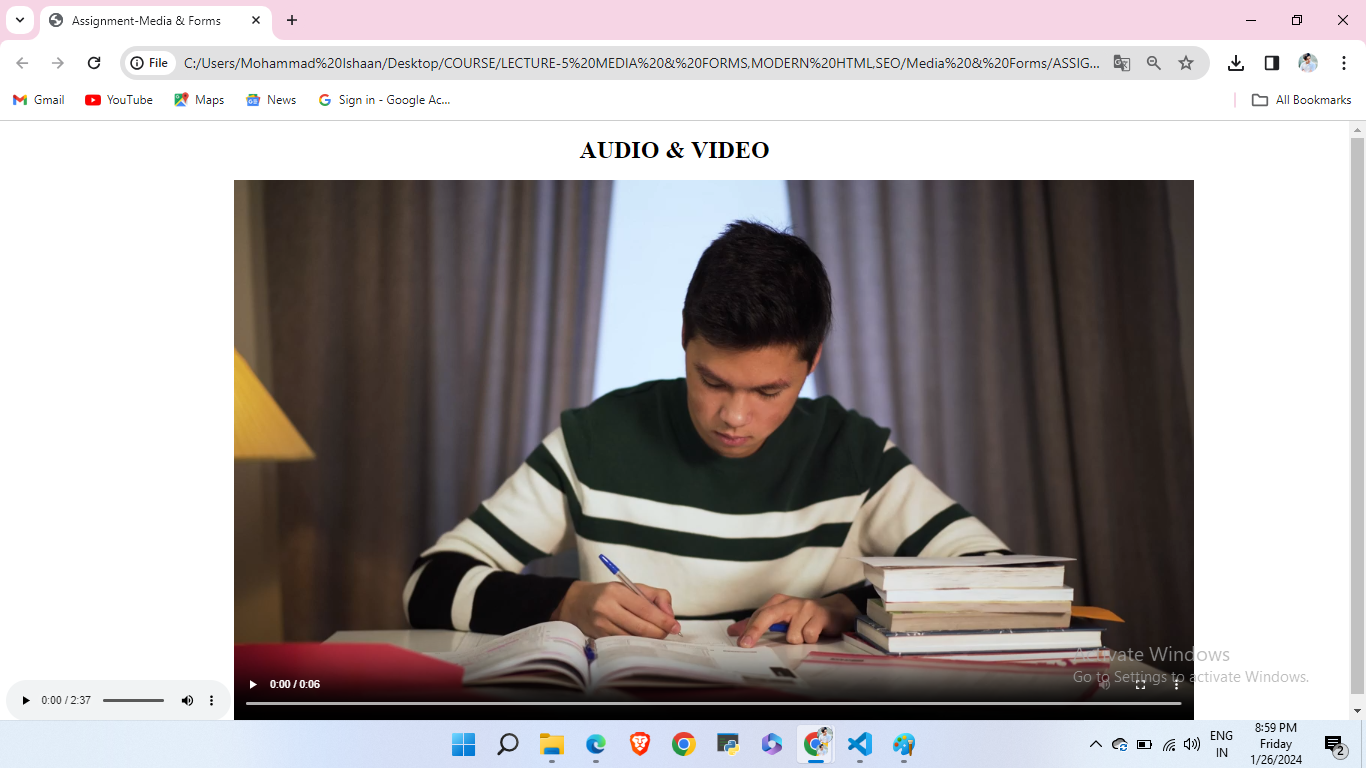 Assignment-Media & Forms
File
C:/Users/Mohammad%20Ishaan/Desktop/COURSE/LECTURE-5%20MEDIA%20&%20FORMS,MODERN%20HTML,SEO/Media%20&%20Forms/ASSIG...
Gmail
YouTube
Maps
News
Sign in - Google Ac...
All Bookmarks
AUDIO & VIDEO
Activate Windows
Go to Settings to activate Windows.
0:00 / 2:37
0:00 / 0:06
ENG
IN
8:59 PM
Friday
1/26/2024
2